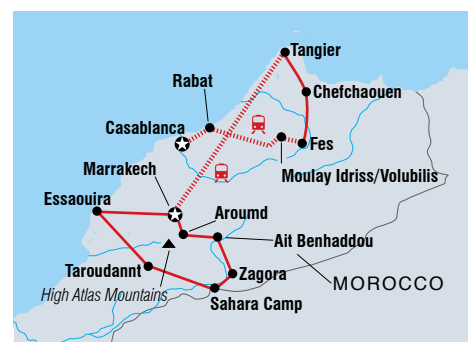 Tangier
Rabat
Chefchaouen
Casablanca
Fes
Marrakech
Moulay Idriss/Volubilis
Essaouira
Aroumd
Ait Benhaddou
Taroudannt
Zagora
MOROCCO
High Atlas Mountains
Sahara Camp